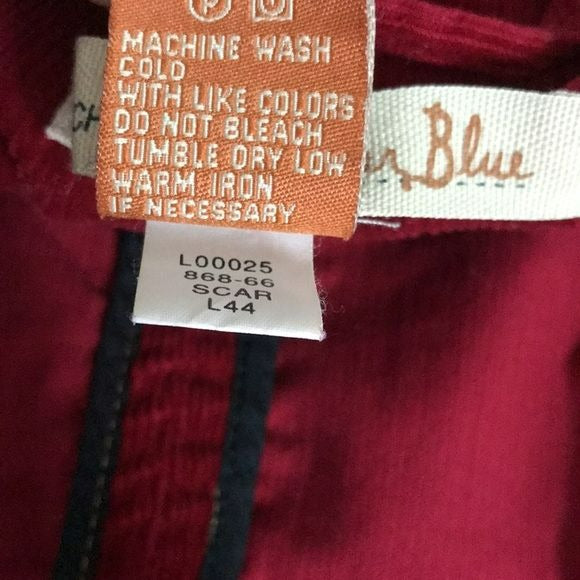 P
MACHINE WASH
COLD
WITH LIKE COLORS
DO NOT BLEACH
TUMBLE DRY LOW
WARM IRON
IF NECESSARY
CH
Blue
L00025
868-66
SCAR
L44